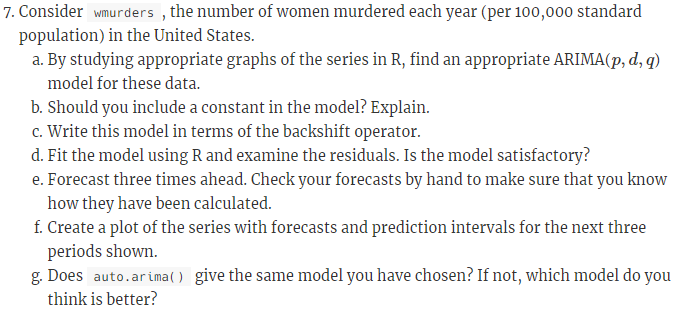 7. Consider wmurders , the number of women murdered each year (per 100,000 standard
population) in the United States.
a. By studying appropriate graphs of the series in R, find an appropriate ARIMA(p, d, q)
model for these data.
b. Should you include a constant in the model? Explain.
c. Write this model in terms of the backshift operator.
d. Fit the model using R and examine the residuals. Is the model satisfactory?
e. Forecast three times ahead. Check your forecasts by hand to make sure that you know
how they have been calculated.
f. Create a plot of the series with forecasts and prediction intervals for the next three
periods shown.
g. Does auto.arima() give the same model you have chosen? If not, which model do you
think is better?